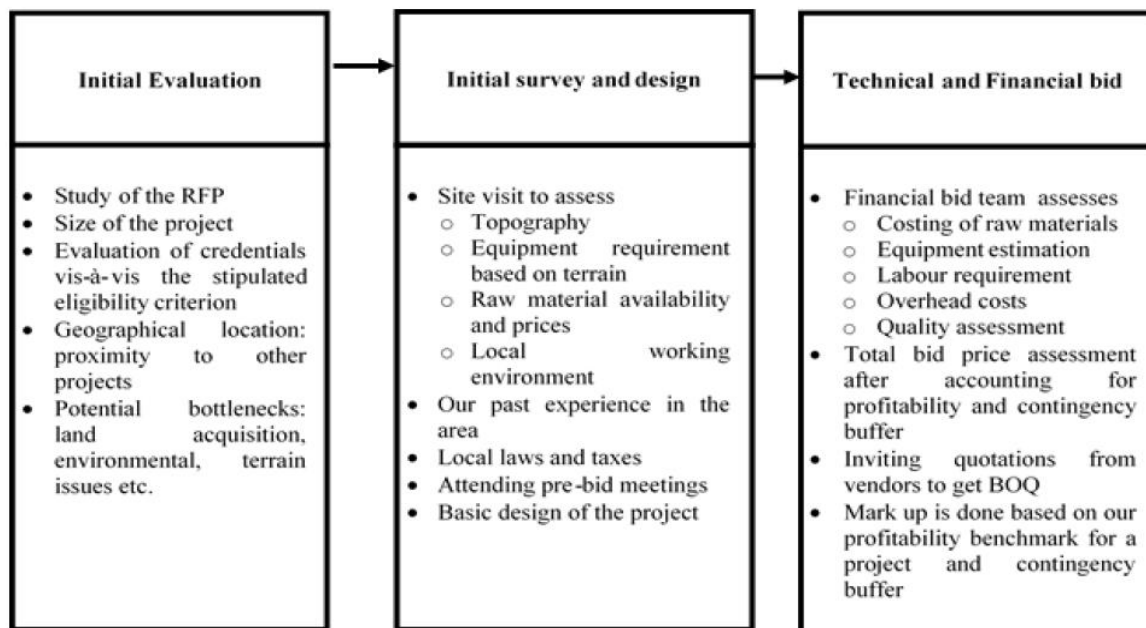 Initial Evaluation
• Study of the RFP
• Size of the project
• Evaluation of credentials
vis-à-vis the stipulated
eligibility criterion
• Geographical location:
proximity to other
projects
• Potential bottlenecks:
land acquisition,
environmental, terrain
issues etc.
Initial survey and design
• Site visit to assess
o Topography
o Equipment requirement
based on terrain
o Raw material availability
and prices
o Local working
environment
• Our past experience in the
area
• Local laws and taxes
• Attending pre-bid meetings
• Basic design of the project
Technical and Financial bid
• Financial bid team assesses
o Costing of raw materials
o Equipment estimation
o Labour requirement
o Overhead costs
o Quality assessment
• Total bid price assessment
after accounting for
profitability and contingency
buffer
• Inviting quotations from
vendors to get BOQ
• Mark up is done based on our
profitability benchmark for a
project and contingency
buffer